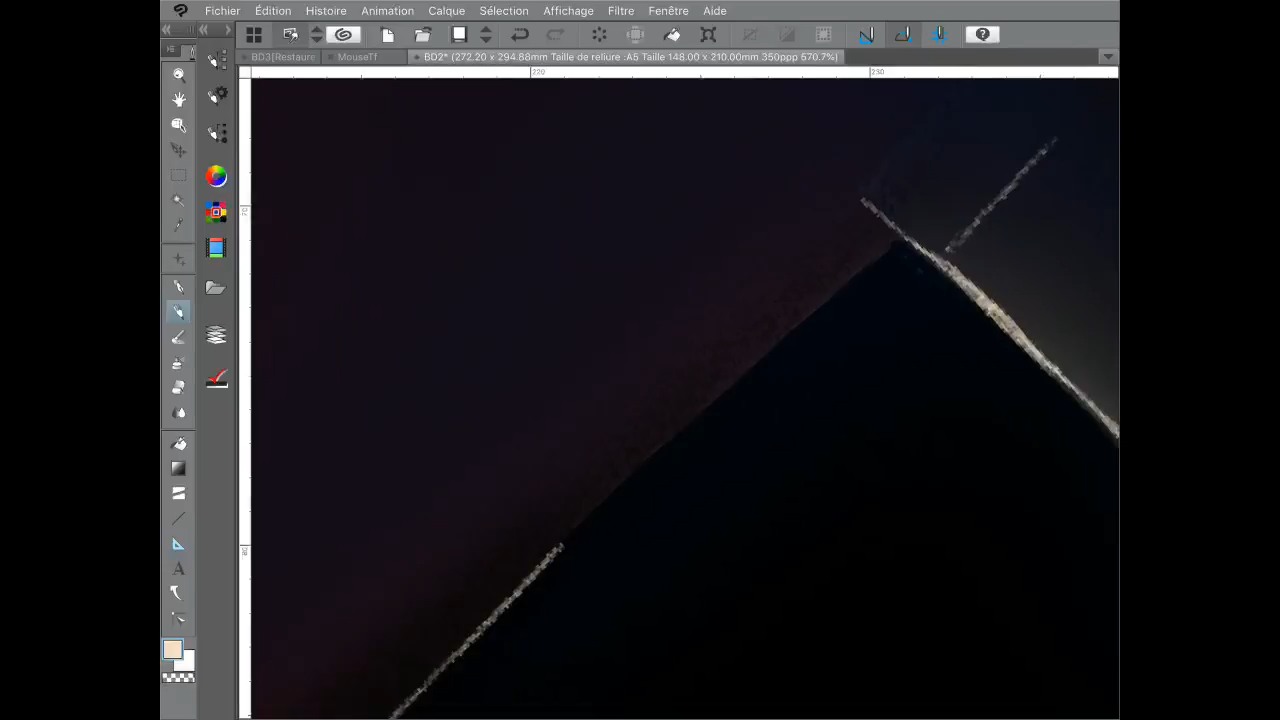 Fichier Édition Histoire Animation Calque Sélection Affichage Filtre Fenêtre Aide
BD3[Restaure MouseTf BD2* (272.20 x 294.88mm Taille de reliure :A5 Taille 148.00 x 210.00mm 350ppp 570.7%)
220 230